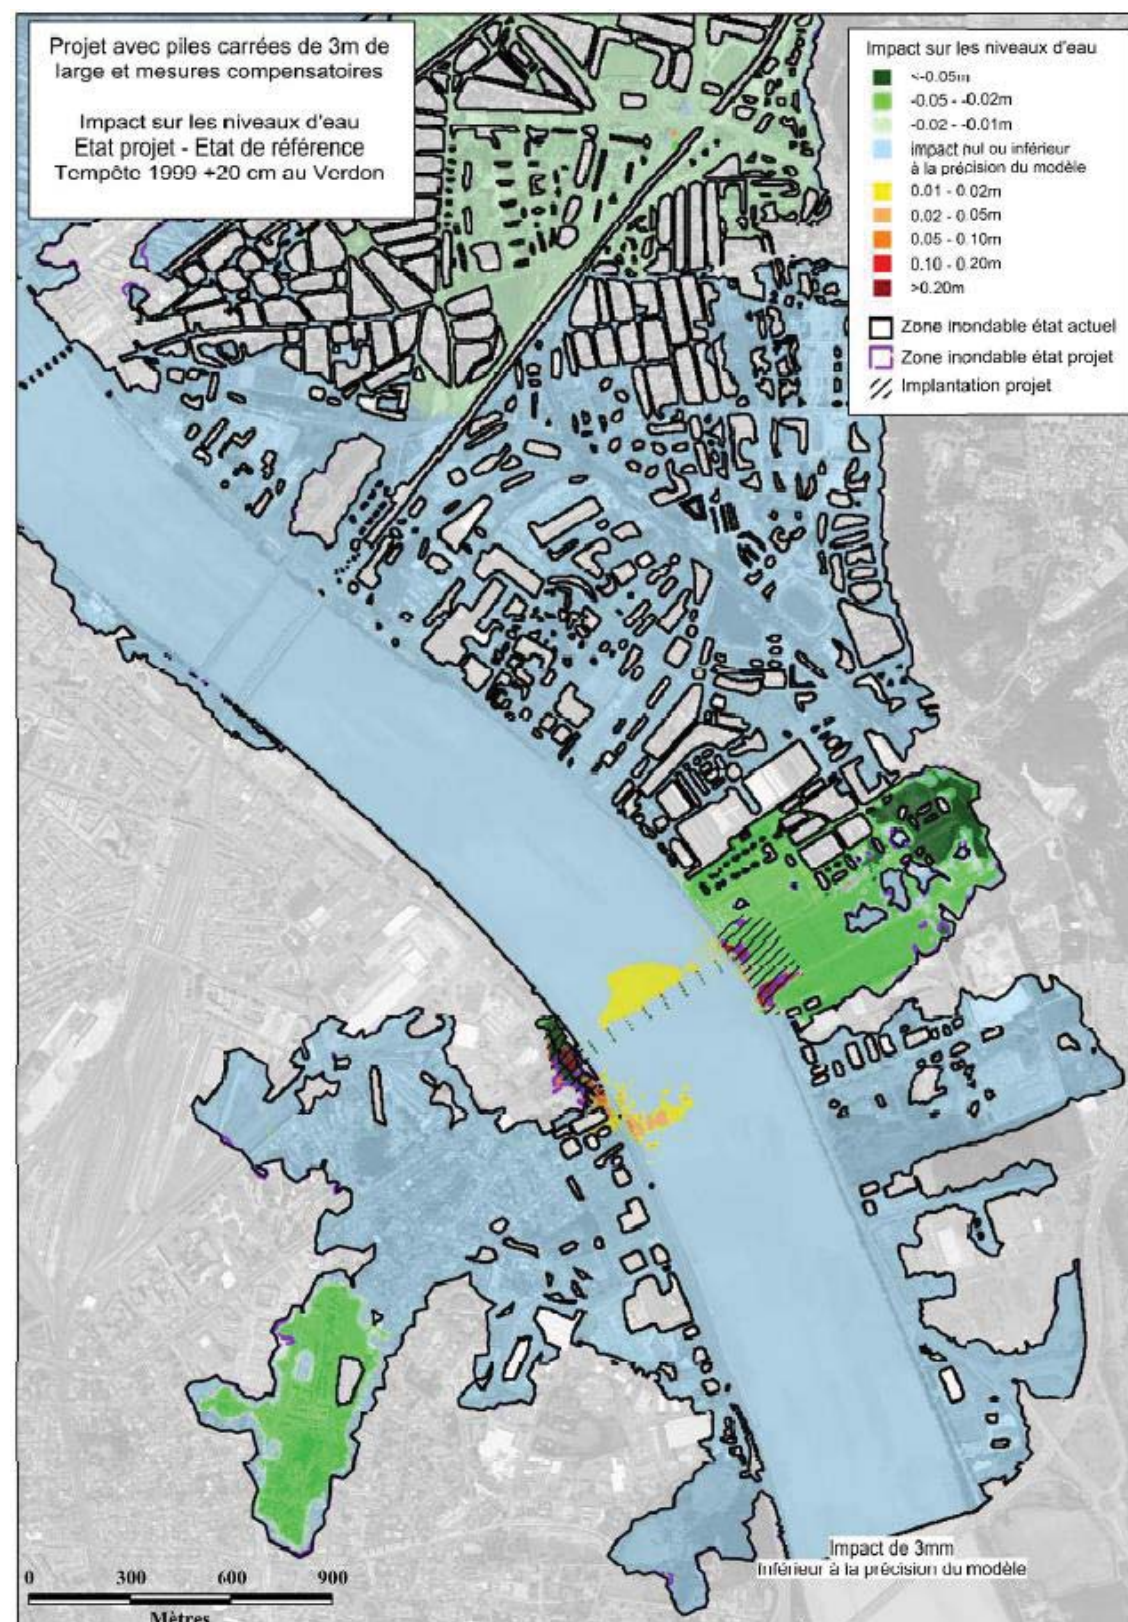 Projet avec piles carrées de 3m de
large et mesures compensatoires
Impact sur les niveaux d'eau
Etat projet - Etat de référence
Tempête 1999 +20 cm au Verdon
Impact sur les niveaux d'eau
<-0.05m
-0.05 - -0.02m
-0.02 - -0.01m
impact nul ou inférieur
à la précision du modèle
0.01 - 0.02m
0.02 - 0.05m
0.05 - 0.10m
0.10 - 0.20m
>0.20m
Zone inondable état actuel
Zone inondable état projet
Implantation projet
Impact de 3mm
Inférieur à la précision du modèle
0 300 600 900
Mètres